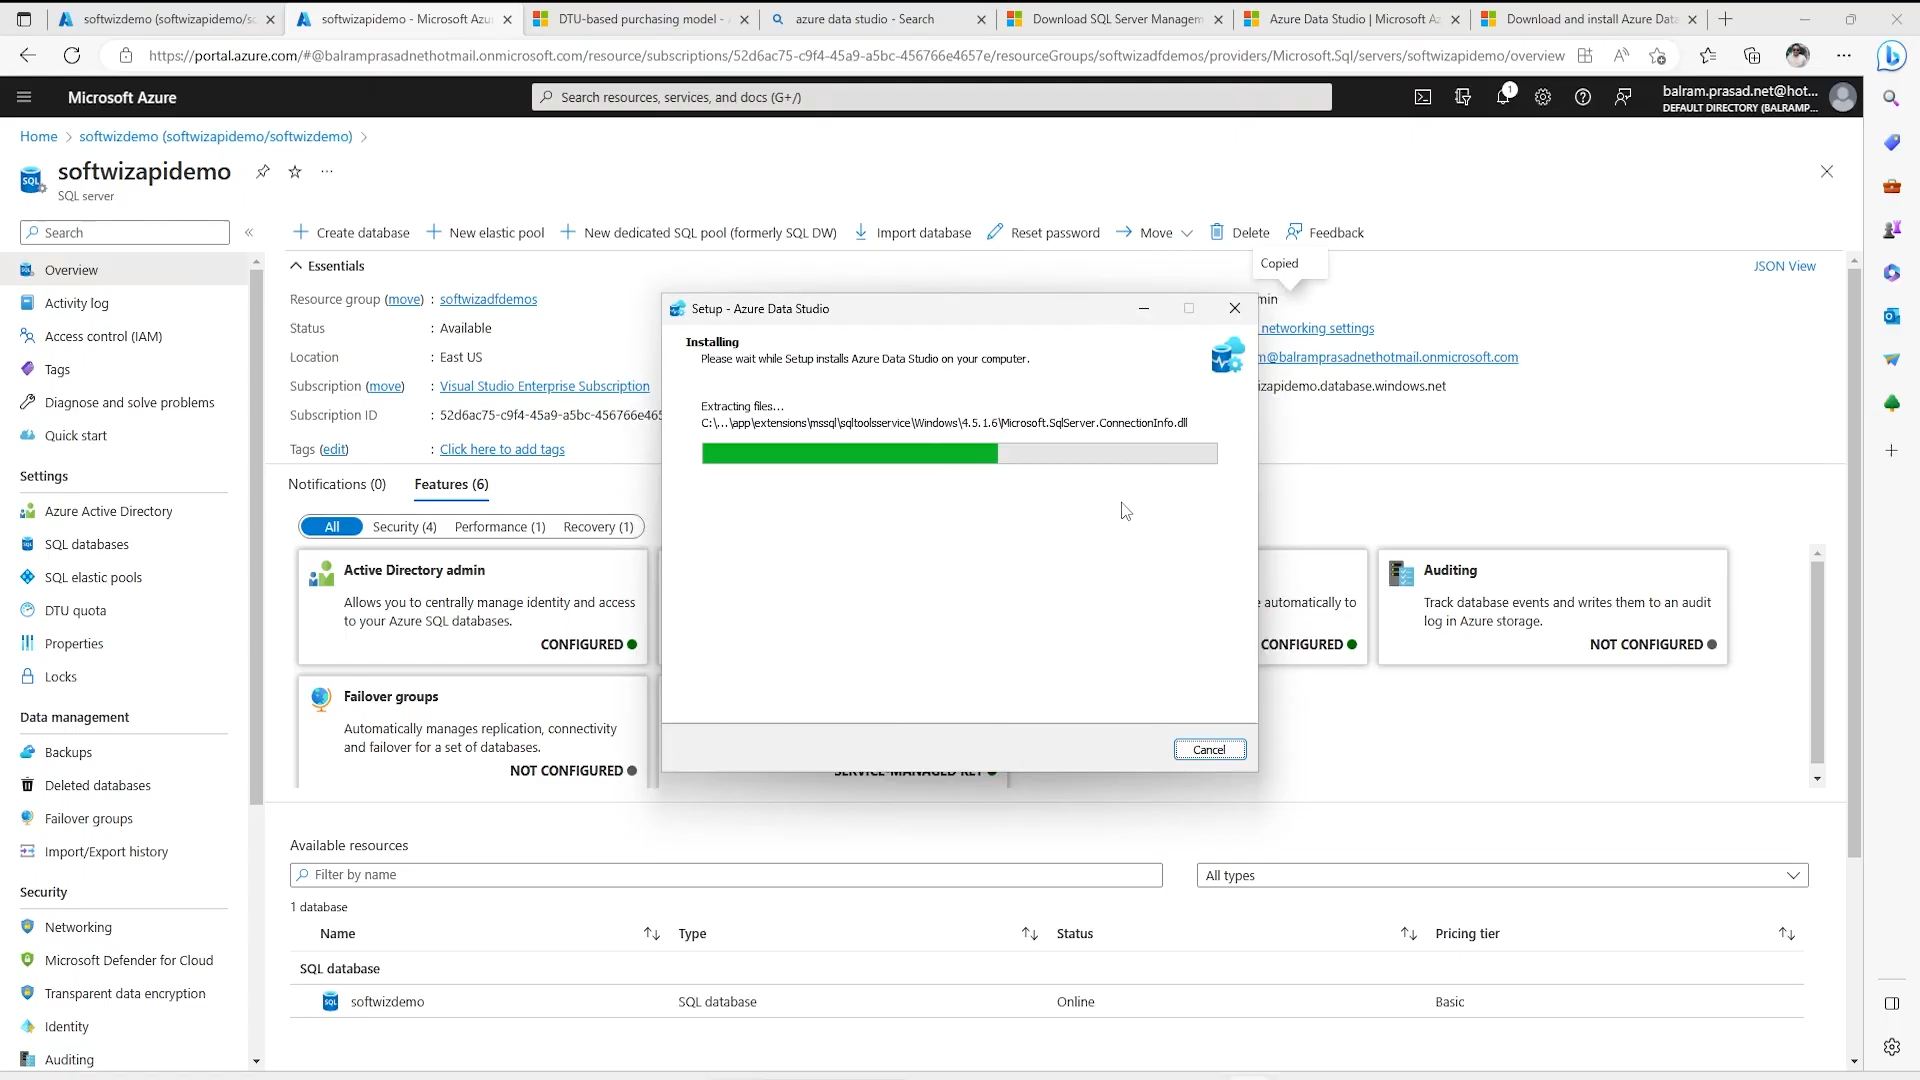 softwizdemo (softwizapidemo/so
softwizapidemo - Microsoft Azu
DTU-based purchasing model - A
azure data studio - Search
Download SQL Server Managem
Azure Data Studio | Microsoft Az
Download and install Azure Data
https://portal.azure.com/#@balramprasadnethotmail.onmicrosoft.com/resource/subscriptions/52d6ac75-c9f4-45a9-a5bc-456766e4657e/resourceGroups/softwizadfdemos/providers/Microsoft.Sql/servers/softwizapidemo/overview
Microsoft Azure
Search resources, services, and docs (G+/)
1
balram.prasad.net@hot...
DEFAULT DIRECTORY (BALRAMP...
Home > softwizdemo (softwizapidemo/softwizdemo) >
softwizapidemo
SQL server
Search
Create database
New elastic pool
New dedicated SQL pool (formerly SQL DW)
Import database
Reset password
Move
Delete
Feedback
Copied
Overview
Activity log
Access control (IAM)
Tags
Diagnose and solve problems
Quick start
Settings
Azure Active Directory
SQL databases
SQL elastic pools
DTU quota
Properties
Locks
Data management
Backups
Deleted databases
Failover groups
Import/Export history
Security
Networking
Microsoft Defender for Cloud
Transparent data encryption
Identity
Auditing
Essentials
JSON View
Resource group (move) : softwizadfdemos
Status : Available
Location : East US
Subscription (move) : Visual Studio Enterprise Subscription
Subscription ID : 52d6ac75-c9f4-45a9-a5bc-456766e465
Tags (edit) : Click here to add tags
min
networking settings
m@balramprasadnethotmail.onmicrosoft.com
izapidemo.database.windows.net
Setup - Azure Data Studio
Installing
Please wait while Setup installs Azure Data Studio on your computer.
Extracting files...
C:\...\app\extensions\mssql\sqltoolsservice\Windows\4.5.1.6\Microsoft.SqlServer.ConnectionInfo.dll
Cancel
Notifications (0)
Features (6)
All
Security (4)
Performance (1)
Recovery (1)
Active Directory admin
Allows you to centrally manage identity and access
to your Azure SQL databases.
CONFIGURED
e automatically to
CONFIGURED
Auditing
Track database events and writes them to an audit
log in Azure storage.
NOT CONFIGURED
Failover groups
Automatically manages replication, connectivity
and failover for a set of databases.
NOT CONFIGURED
SERVICE-MANAGED KEY
Available resources
Filter by name
All types
1 database
Name
Type
Status
Pricing tier
SQL database
softwizdemo
SQL database
Online
Basic